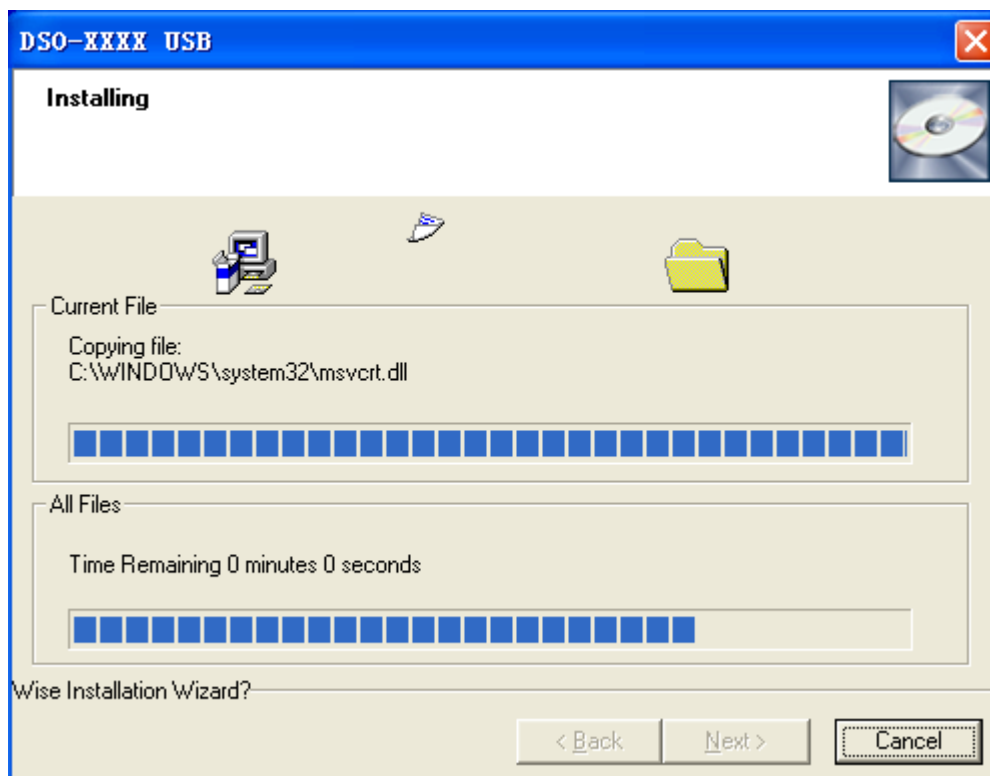 DSO-XXXX USB
Installing
Current File
Copying file:
C:\WINDOWS\system32\msvcrt.dll
All Files
Time Remaining 0 minutes 0 seconds
Wise Installation Wizard?
< Back Next > Cancel